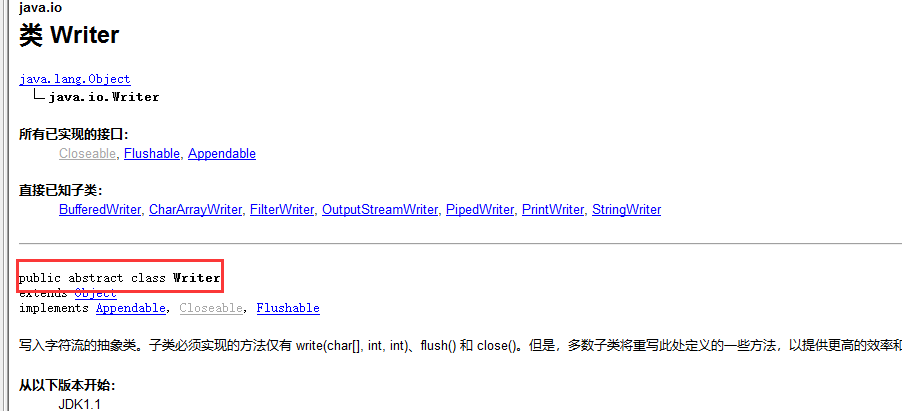 java.io
类 Writer
java.lang.Object
java.io.Writer
所有已实现的接口：
Closeable, Flushable, Appendable
直接已知子类：
BufferedWriter, CharArrayWriter, FilterWriter, OutputStreamWriter, PipedWriter, PrintWriter, StringWriter
public abstract class Writer
extends Object
implements Appendable, Closeable, Flushable
写入字符流的抽象类。子类必须实现的方法仅有 write(char[], int, int)、flush() 和 close()。但是，多数子类将重写此处定义的一些方法，以提供更高的效率和
从以下版本开始：
JDK1.1